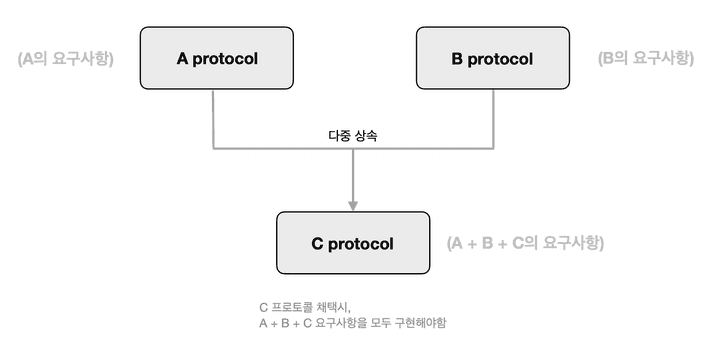 (A의 요구사항)
A protocol
B protocol
(B의 요구사항)
다중 상속
C protocol
(A + B + C의 요구사항)
C 프로토콜 채택시,
A + B + C 요구사항을 모두 구현해야함